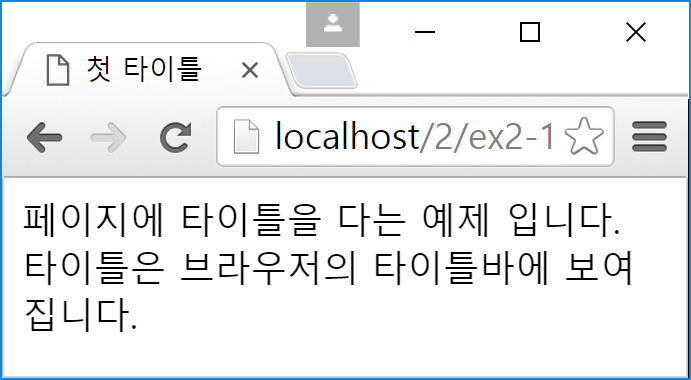 첫 타이틀
localhost/2/ex2-1
페이지에 타이틀을 다는 예제 입니다.
타이틀은 브라우저의 타이틀바에 보여
집니다.